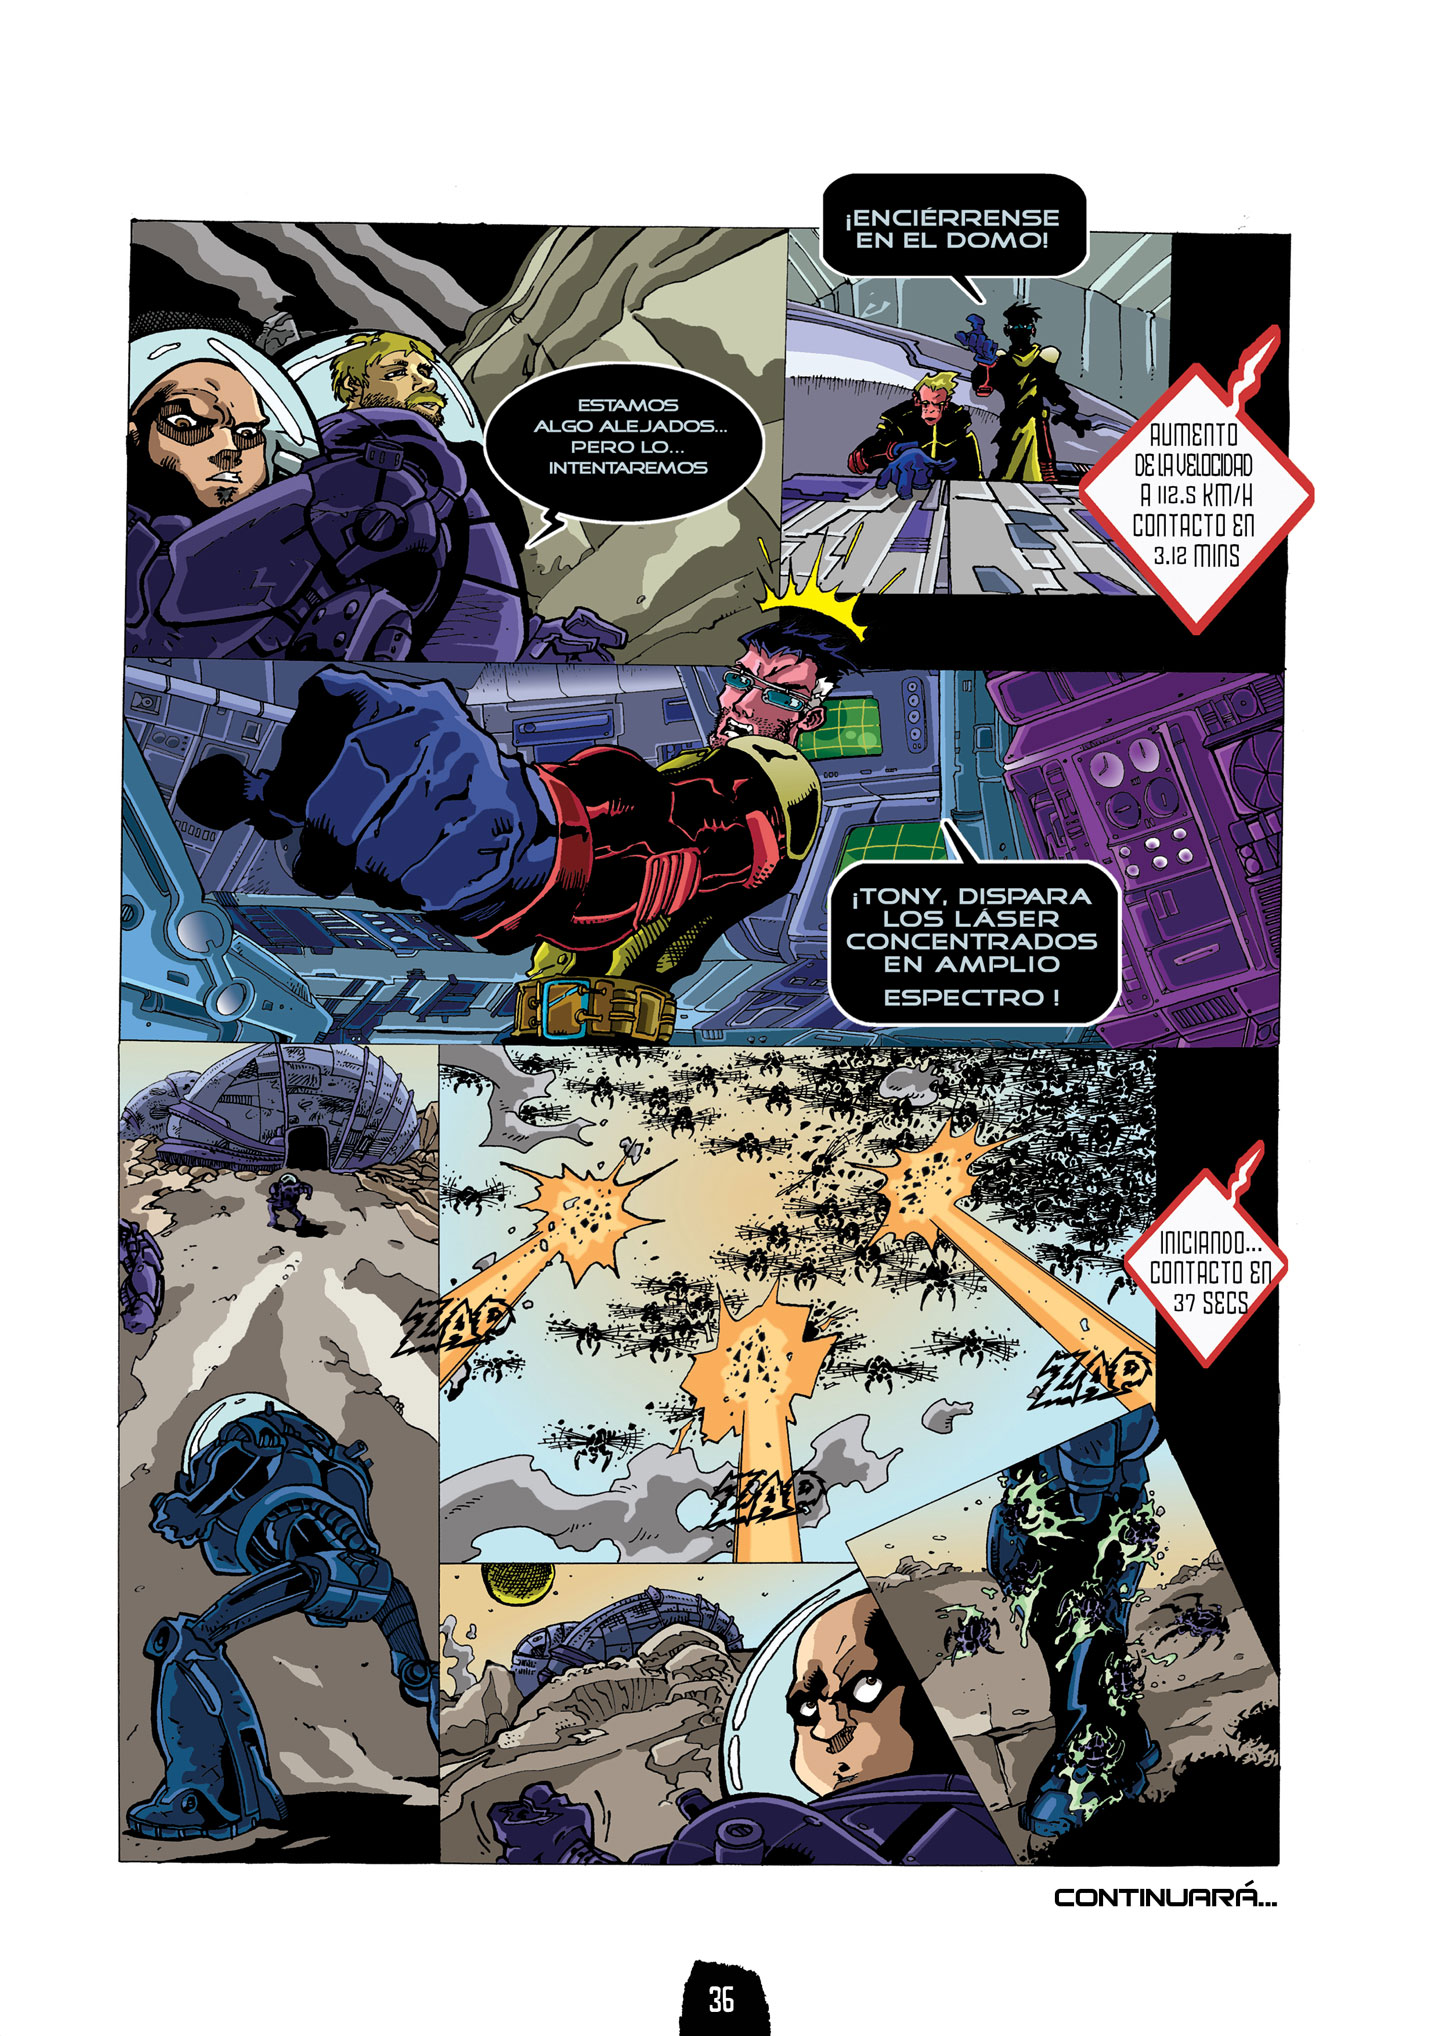 ¡ENCIÉRRENSE
EN EL DOMO!
ESTAMOS
ALGO ALEJADOS...
PERO LO...
INTENTAREMOS
AUMENTO
DE LA VELOCIDAD
A 112.5 KM/H
CONTACTO EN
3.12 MINS
¡TONY, DISPARA
LOS LÁSER
CONCENTRADOS
EN AMPLIO
ESPECTRO !
ZZAP
ZZAP
ZZAP
INICIANDO...
CONTACTO EN
37 SECS
CONTINUARÁ...
36